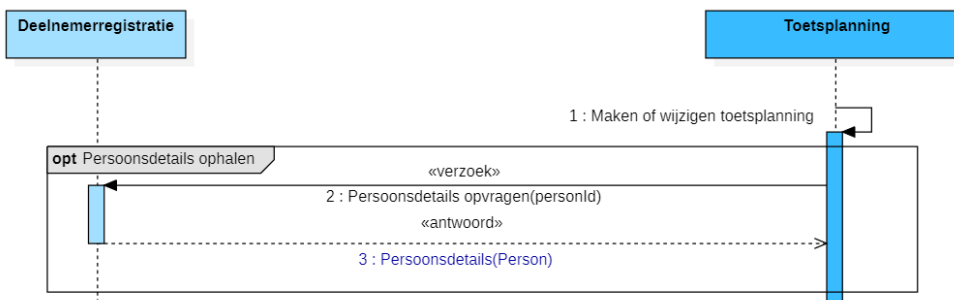 Deelnemerregistratie
Toetsplanning
1 : Maken of wijzigen toetsplanning
opt Persoonsdetails ophalen
«verzoek»
2 : Persoonsdetails opvragen(personId)
«antwoord»
3 : Persoonsdetails(Person)